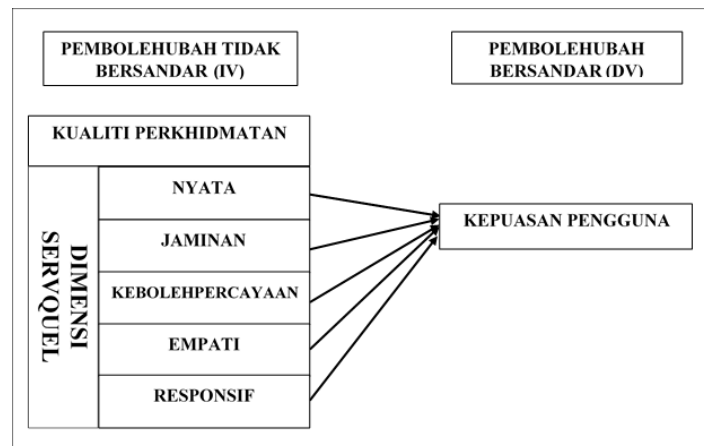 PEMBOLEHUBAH TIDAK
BERSANDAR (IV)
PEMBOLEHUBAH
BERSANDAR (DV)
KUALITI PERKHIDMATAN
DIMENSI
SERVQUEL
NYATA
JAMINAN
KEBOLEHPERCAYAAN
EMPATI
RESPONSIF
KEPUASAN PENGGUNA